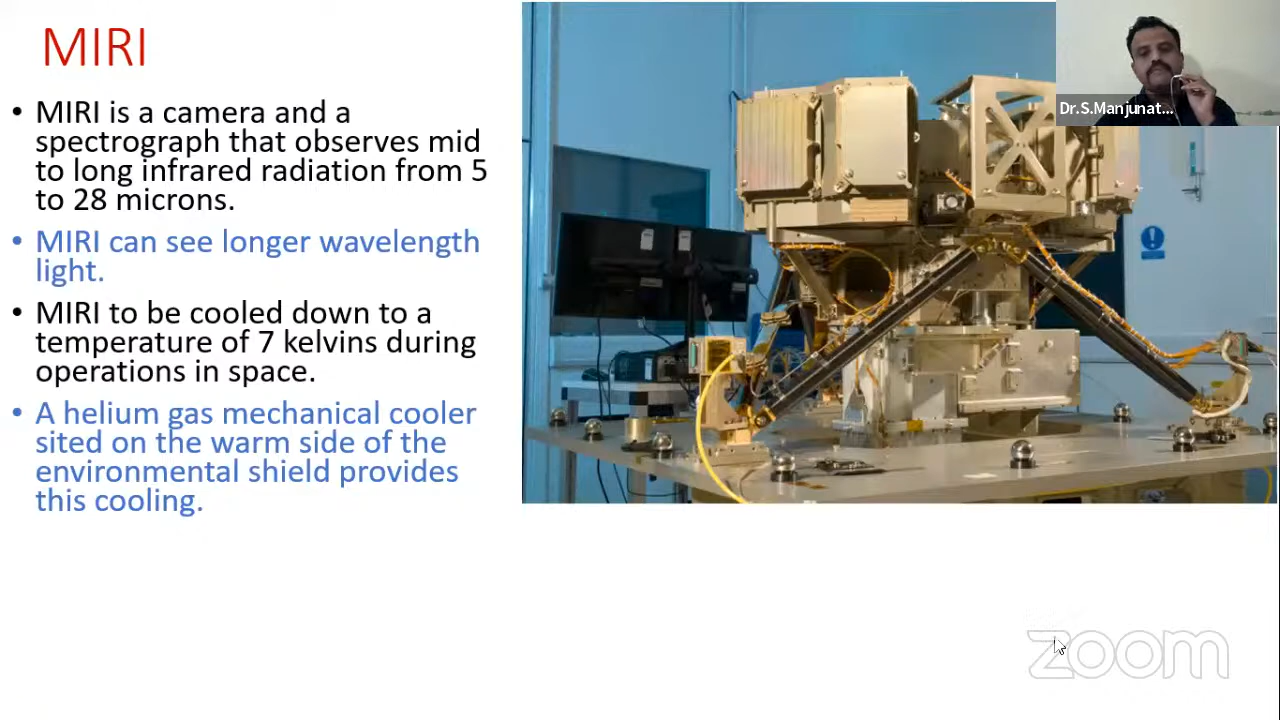 MIRI
• MIRI is a camera and a
spectrograph that observes mid
to long infrared radiation from 5
to 28 microns.
• MIRI can see longer wavelength
light.
• MIRI to be cooled down to a
temperature of 7 kelvins during
operations in space.
• A helium gas mechanical cooler
sited on the warm side of the
environmental shield provides
this cooling.
Dr.S.Manjunat...
zoom